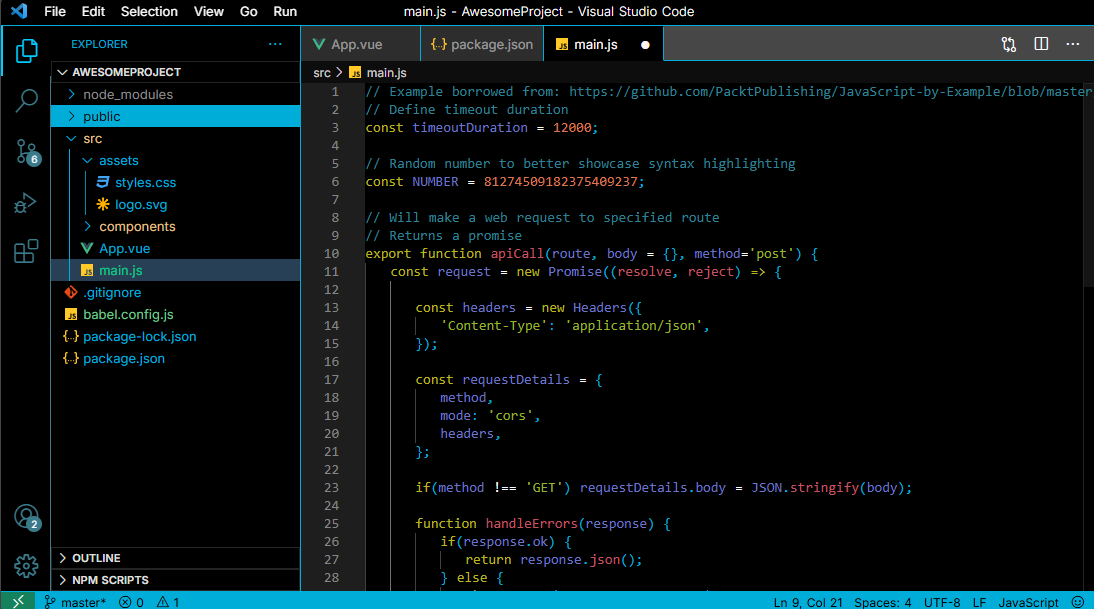 File Edit Selection View Go Run main.js - AwesomeProject - Visual Studio Code
EXPLORER
AWESOMEPROJECT
node_modules
public
src
assets
styles.css
logo.svg
components
App.vue
main.js
.gitignore
babel.config.js
package-lock.json
package.json
OUTLINE
NPM SCRIPTS
6
2
App.vue {..} package.json JS main.js
src > JS main.js
1 // Example borrowed from: https://github.com/PacktPublishing/JavaScript-by-Example/blob/master
2 // Define timeout duration
3 const timeoutDuration = 12000;
4
5 // Random number to better showcase syntax highlighting
6 const NUMBER = 81274509182375409237;
7
8 // Will make a web request to specified route
9 // Returns a promise
10 export function apiCall(route, body = {}, method='post') {
11 const request = new Promise((resolve, reject) => {
12
13 const headers = new Headers({
14 'Content-Type': 'application/json',
15 });
16
17 const requestDetails = {
18 method,
19 mode: 'cors',
20 headers,
21 };
22
23 if(method !== 'GET') requestDetails.body = JSON.stringify(body);
24
25 function handleErrors(response) {
26 if(response.ok) {
27 return response.json();
28 } else {
master* 0 1 Ln 9, Col 21 Spaces: 4 UTF-8 LF JavaScript